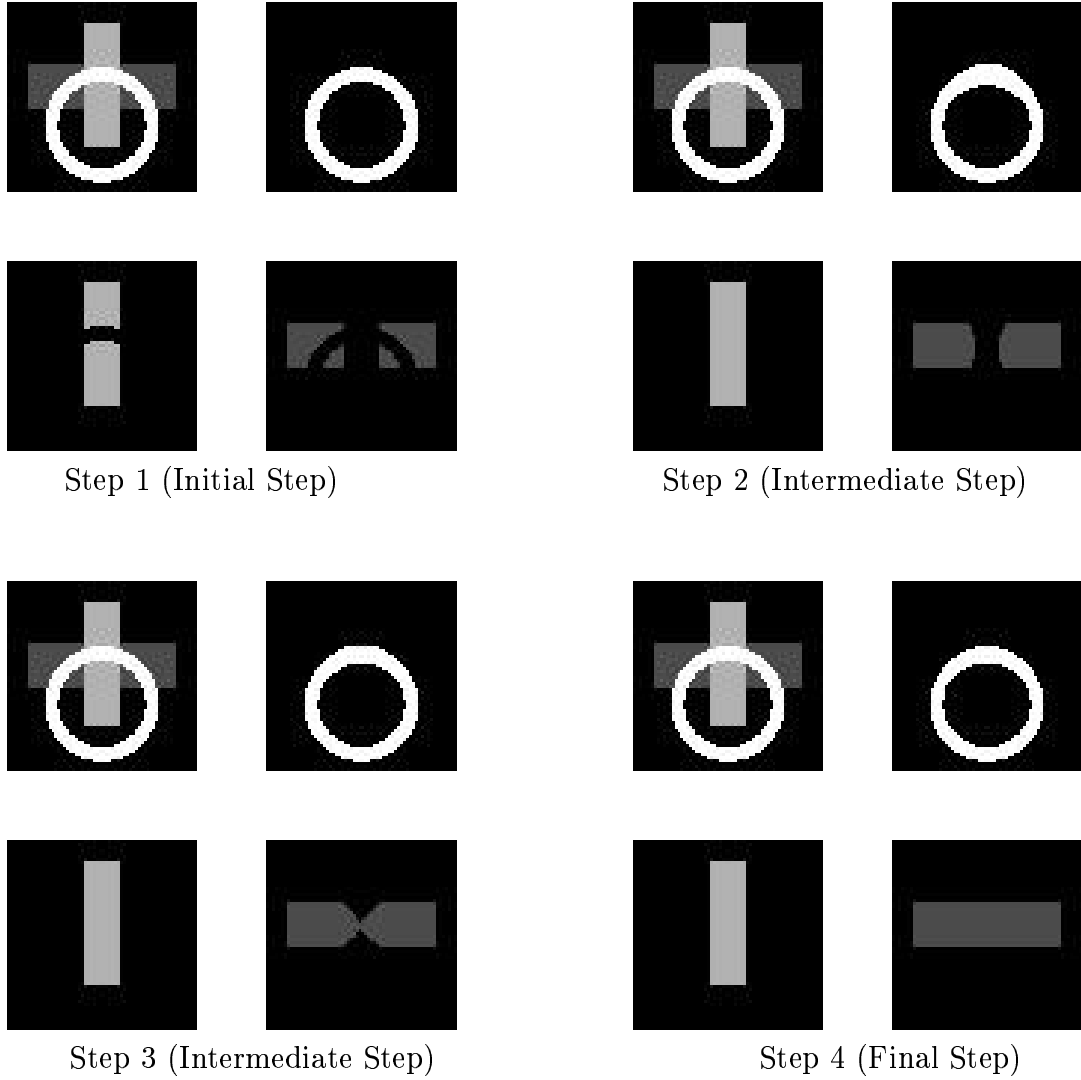 Step 1 (Initial Step)
Step 2 (Intermediate Step)
Step 3 (Intermediate Step)
Step 4 (Final Step)